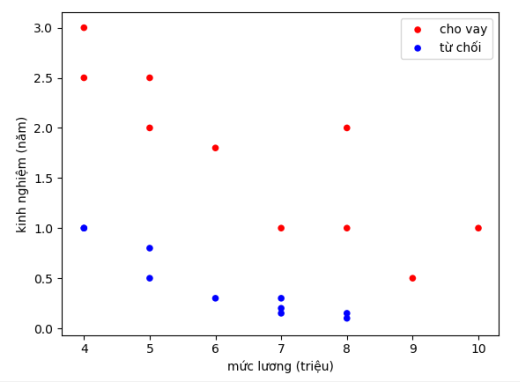 cho vay
từ chối
3.0
2.5
2.0
1.5
1.0
0.5
0.0
kinh nghiệm (năm)
4 5 6 7 8 9 10
mức lương (triệu)